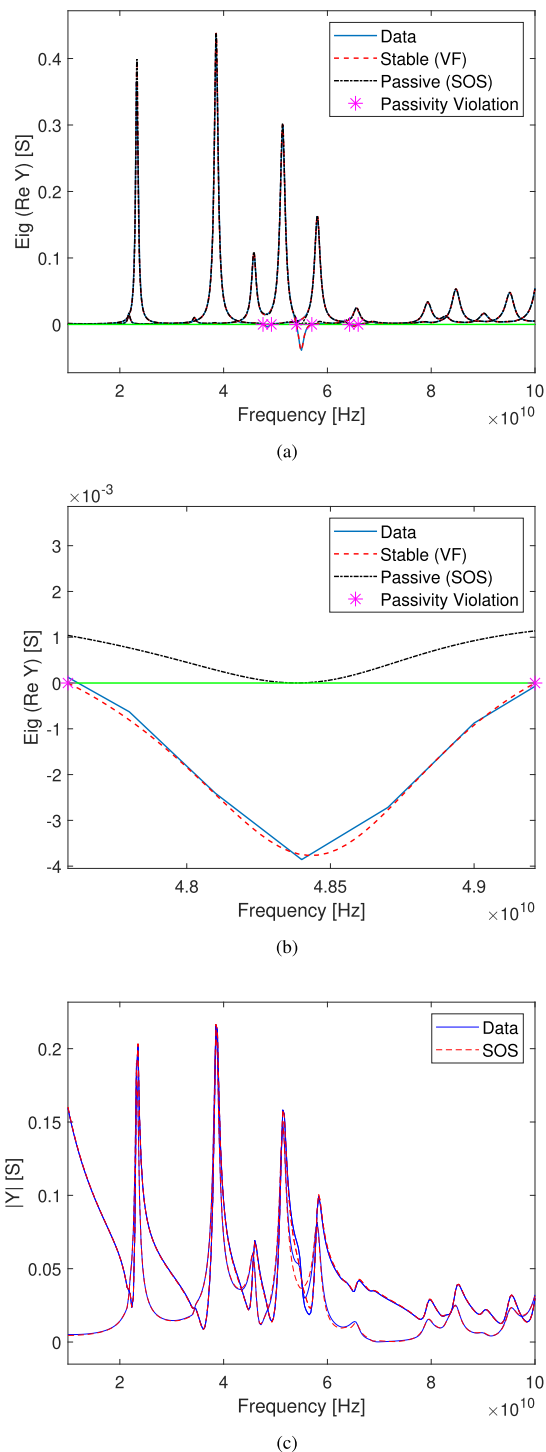 Data
Stable (VF)
Passive (SOS)
Passivity Violation
0.4
0.3
0.2
0.1
0
Eig (Re Y) [S]
2 4 6 8 10
Frequency [Hz]
×10^10
(a)
×10^-3
Data
Stable (VF)
Passive (SOS)
Passivity Violation
3
2
1
0
-1
-2
-3
-4
Eig (Re Y) [S]
4.8 4.85 4.9
Frequency [Hz]
×10^10
(b)
Data
SOS
0.2
0.15
0.1
0.05
0
|Y| [S]
2 4 6 8 10
Frequency [Hz]
×10^10
(c)